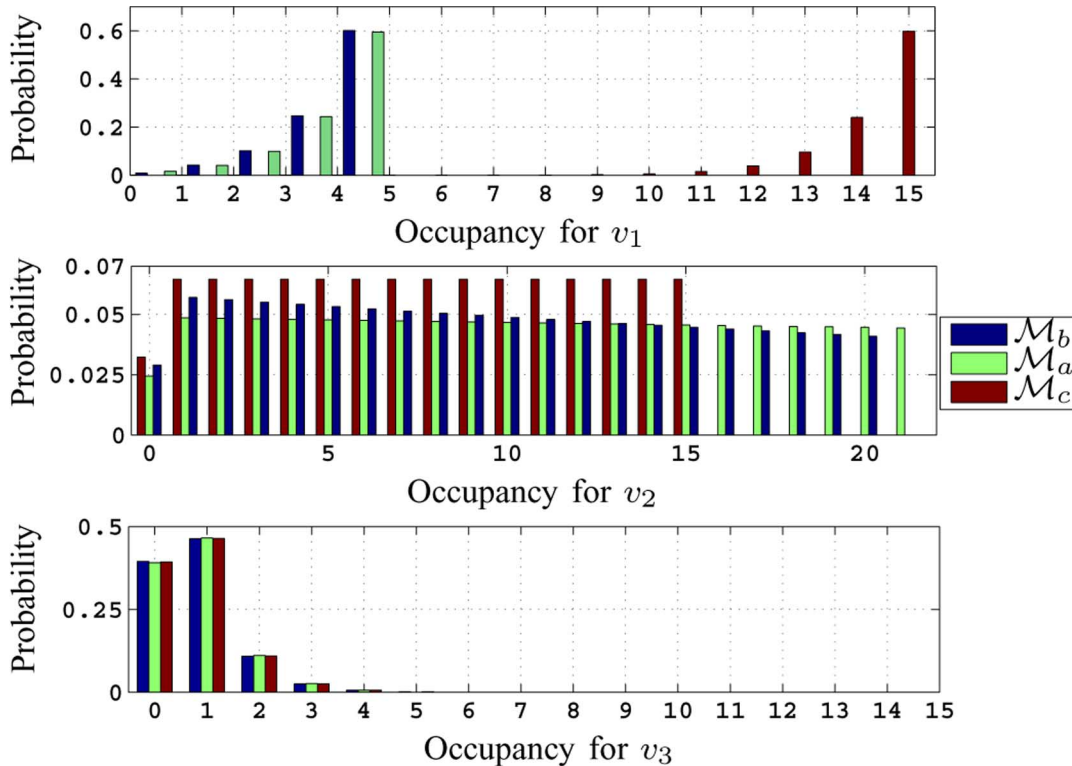 Probability
0.6
0.4
0.2
0
0 1 2 3 4 5 6 7 8 9 10 11 12 13 14 15
Occupancy for v₁
Probability
0.07
0.05
0.025
0
0 5 10 15 20
Occupancy for v₂
ℳb
ℳa
ℳc
Probability
0.5
0.25
0
0 1 2 3 4 5 6 7 8 9 10 11 12 13 14 15
Occupancy for v₃